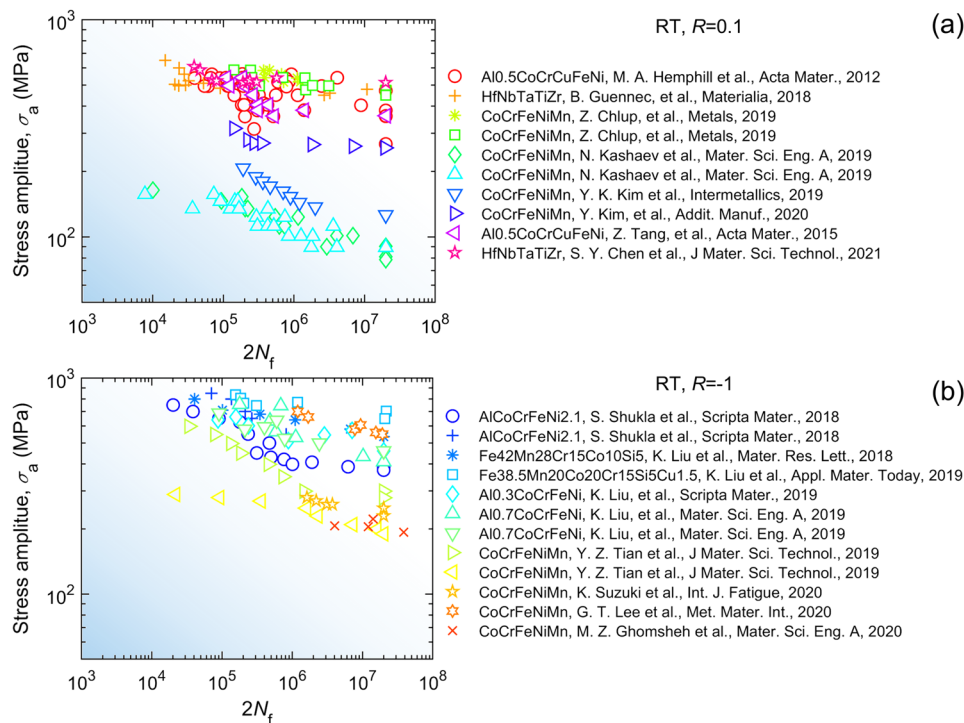 RT, R=0.1
(a)
10³
10²
Stress amplitue, σa (MPa)
10³ 10⁴ 10⁵ 10⁶ 10⁷ 10⁸
2Nf
Al0.5CoCrCuFeNi, M. A. Hemphill et al., Acta Mater., 2012
HfNbTaTiZr, B. Guennec, et al., Materialia, 2018
CoCrFeNiMn, Z. Chlup, et al., Metals, 2019
CoCrFeNiMn, Z. Chlup, et al., Metals, 2019
CoCrFeNiMn, N. Kashaev et al., Mater. Sci. Eng. A, 2019
CoCrFeNiMn, N. Kashaev et al., Mater. Sci. Eng. A, 2019
CoCrFeNiMn, Y. K. Kim et al., Intermetallics, 2019
CoCrFeNiMn, Y. Kim, et al., Addit. Manuf., 2020
Al0.5CoCrCuFeNi, Z. Tang, et al., Acta Mater., 2015
HfNbTaTiZr, S. Y. Chen et al., J Mater. Sci. Technol., 2021
RT, R=-1
(b)
10³
10²
Stress amplitue, σa (MPa)
10³ 10⁴ 10⁵ 10⁶ 10⁷ 10⁸
2Nf
AlCoCrFeNi2.1, S. Shukla et al., Scripta Mater., 2018
AlCoCrFeNi2.1, S. Shukla et al., Scripta Mater., 2018
Fe42Mn28Cr15Co10Si5, K. Liu et al., Mater. Res. Lett., 2018
Fe38.5Mn20Co20Cr15Si5Cu1.5, K. Liu et al., Appl. Mater. Today, 2019
Al0.3CoCrFeNi, K. Liu, et al., Scripta Mater., 2019
Al0.7CoCrFeNi, K. Liu, et al., Mater. Sci. Eng. A, 2019
Al0.7CoCrFeNi, K. Liu, et al., Mater. Sci. Eng. A, 2019
CoCrFeNiMn, Y. Z. Tian et al., J Mater. Sci. Technol., 2019
CoCrFeNiMn, Y. Z. Tian et al., J Mater. Sci. Technol., 2019
CoCrFeNiMn, K. Suzuki et al., Int. J. Fatigue, 2020
CoCrFeNiMn, G. T. Lee et al., Met. Mater. Int., 2020
CoCrFeNiMn, M. Z. Ghomsheh et al., Mater. Sci. Eng. A, 2020